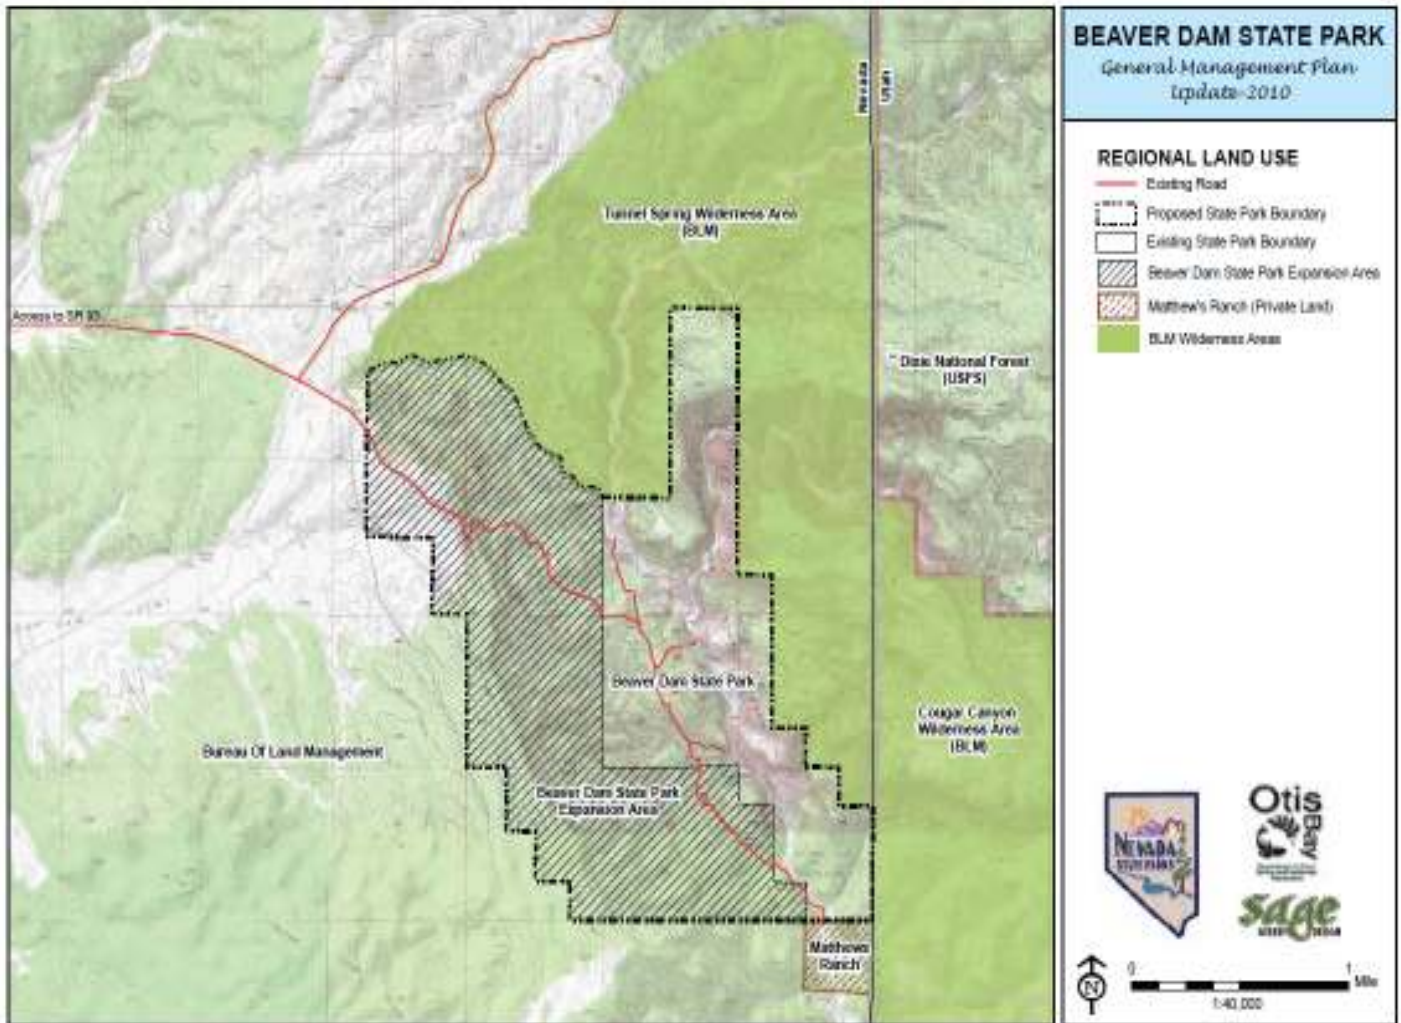 BEAVER DAM STATE PARK
General Management Plan
Update-2010
REGIONAL LAND USE
Existing Road
Proposed State Park Boundary
Existing State Park Boundary
Beaver Dam State Park Expansion Area
Matthew's Ranch (Private Land)
BLM Wilderness Areas
Nevada
Utah
Tunnel Spring Wilderness Area
(BLM)
Access to SR 93
Dixie National Forest
(USFS)
Beaver Dam State Park
Cougar Canyon
Wilderness Area
(BLM)
Bureau Of Land Management
Beaver Dam State Park
Expansion Area
Matthews
Ranch
NEVADA
STATE PARKS
Otis
Bay
sage
N
0 1
Mile
1:40,000